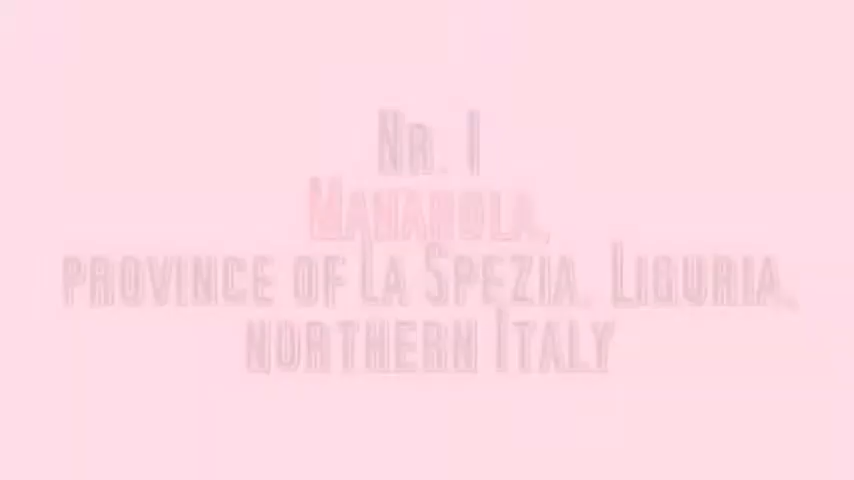 Nr. 1
Manarola,
province of La Spezia, Liguria,
northern Italy